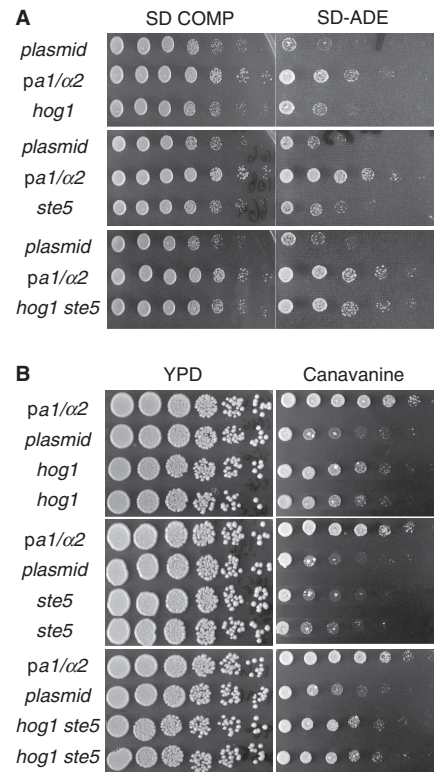 A
SD COMP SD-ADE
plasmid
pa1/α2
hog1
plasmid
pa1/α2
ste5
plasmid
pa1/α2
hog1 ste5
B
YPD Canavanine
pa1/α2
plasmid
hog1
hog1
pa1/α2
plasmid
ste5
ste5
pa1/α2
plasmid
hog1 ste5
hog1 ste5